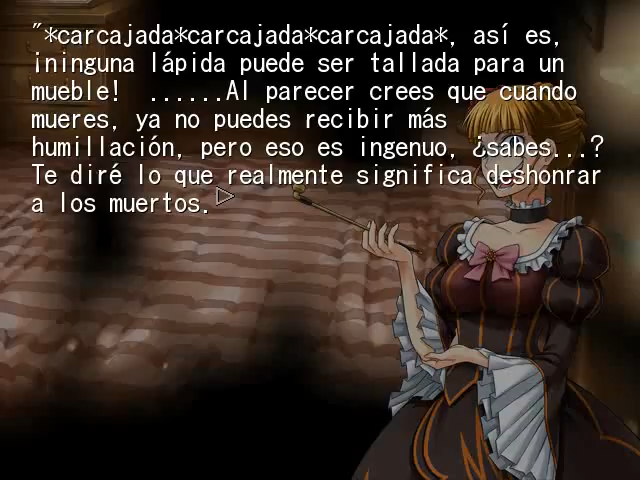 "*carcajada*carcajada*carcajada*, así es,
¡ninguna lápida puede ser tallada para un
mueble!  ......Al parecer crees que cuando
mueres, ya no puedes recibir más
humillación, pero eso es ingenuo, ¿sabes...?
Te diré lo que realmente significa deshonrar
a los muertos.